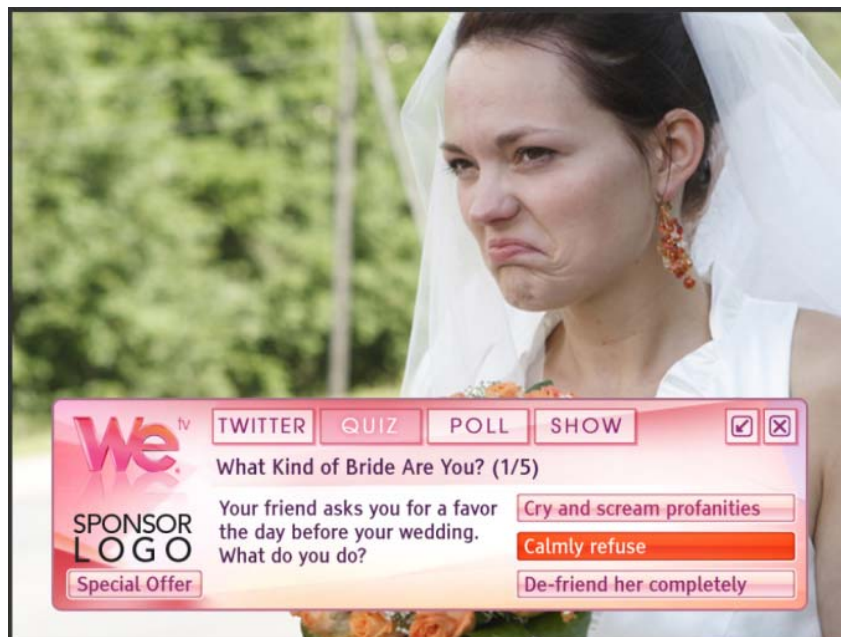 We tv
TWITTER
QUIZ
POLL
SHOW
What Kind of Bride Are You? (1/5)
SPONSOR
LOGO
Special Offer
Your friend asks you for a favor
the day before your wedding.
What do you do?
Cry and scream profanities
Calmly refuse
De-friend her completely